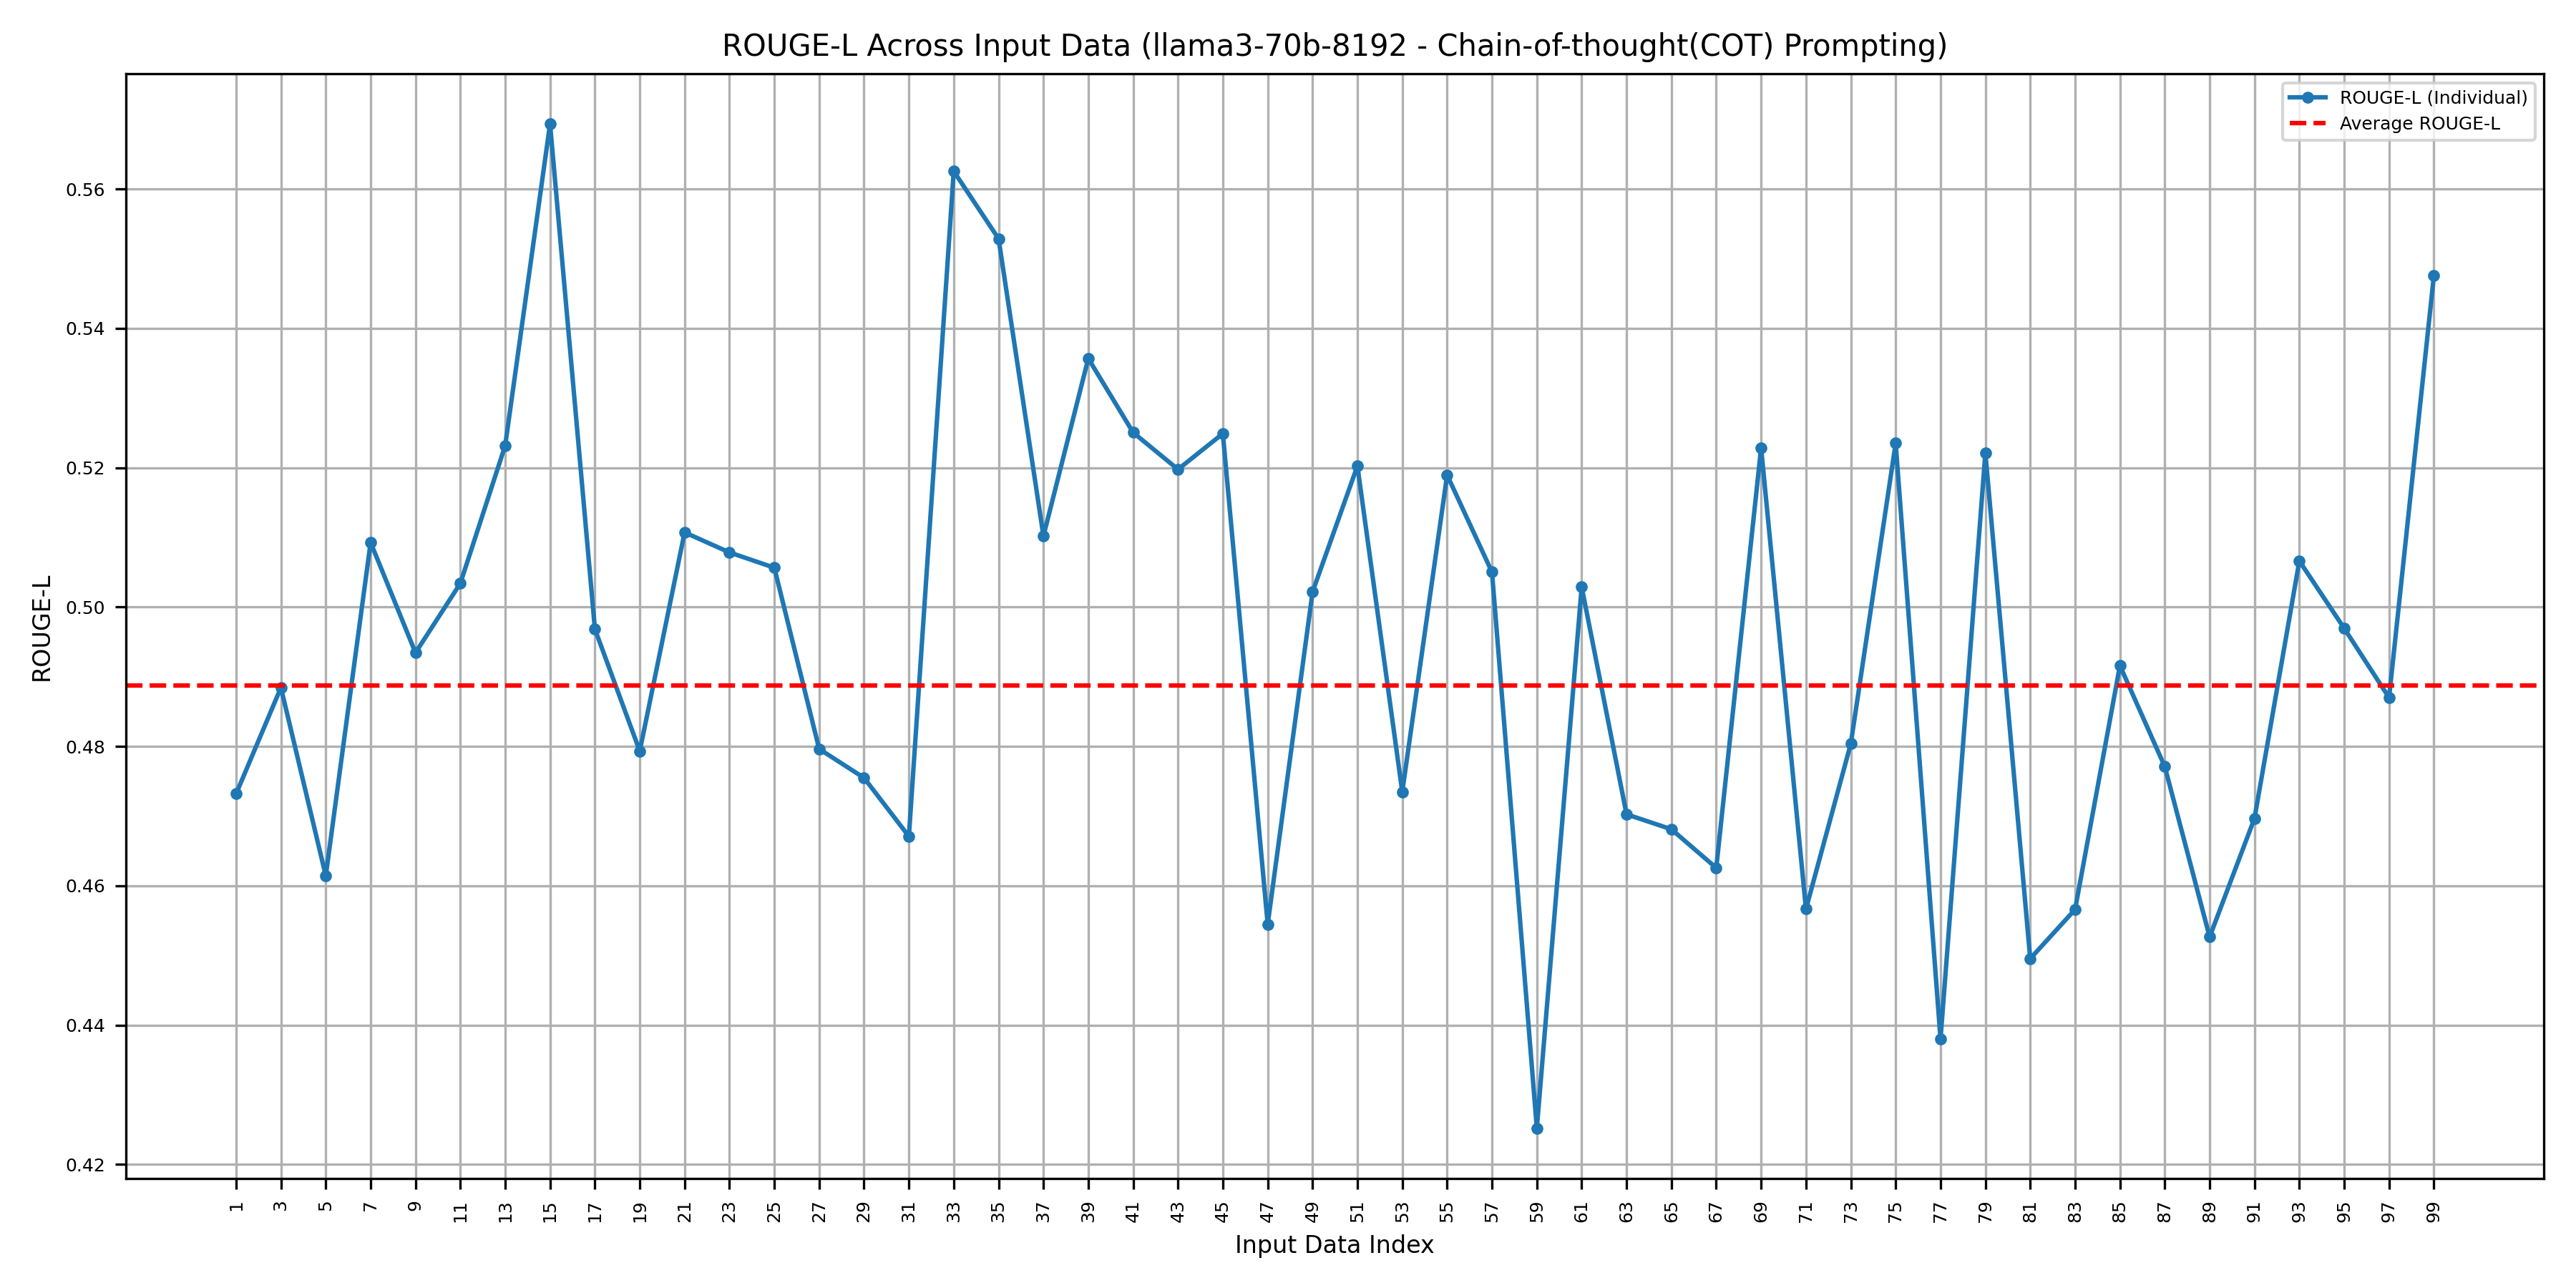 ROUGE-L Across Input Data (llama3-70b-8192 - Chain-of-thought(COT) Prompting)
ROUGE-L (Individual)
Average ROUGE-L
ROUGE-L
0.56
0.54
0.52
0.50
0.48
0.46
0.44
0.42
1 3 5 7 9 11 13 15 17 19 21 23 25 27 29 31 33 35 37 39 41 43 45 47 49 51 53 55 57 59 61 63 65 67 69 71 73 75 77 79 81 83 85 87 89 91 93 95 97 99
Input Data Index